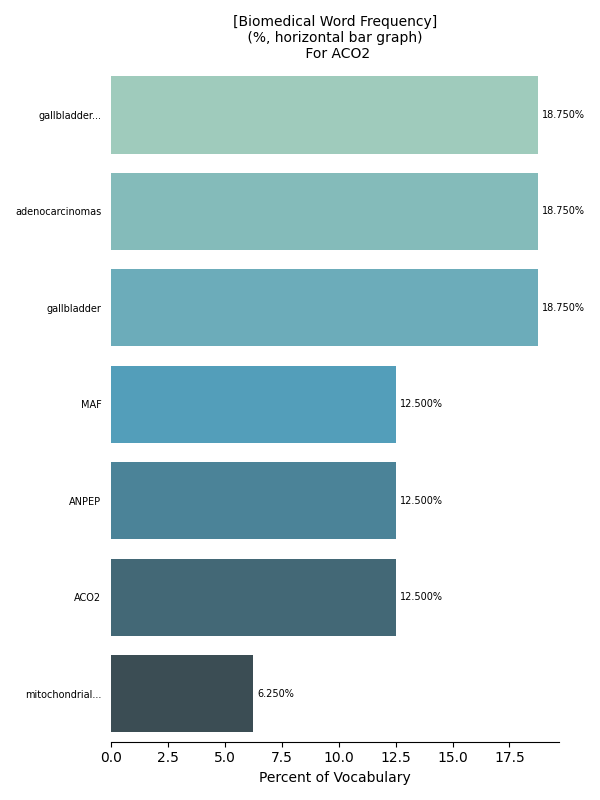 [Biomedical Word Frequency]
(%, horizontal bar graph)
For ACO2
gallbladder...
18.750%
adenocarcinomas
18.750%
gallbladder
18.750%
MAF
12.500%
ANPEP
12.500%
ACO2
12.500%
mitochondrial...
6.250%
0.0 2.5 5.0 7.5 10.0 12.5 15.0 17.5
Percent of Vocabulary